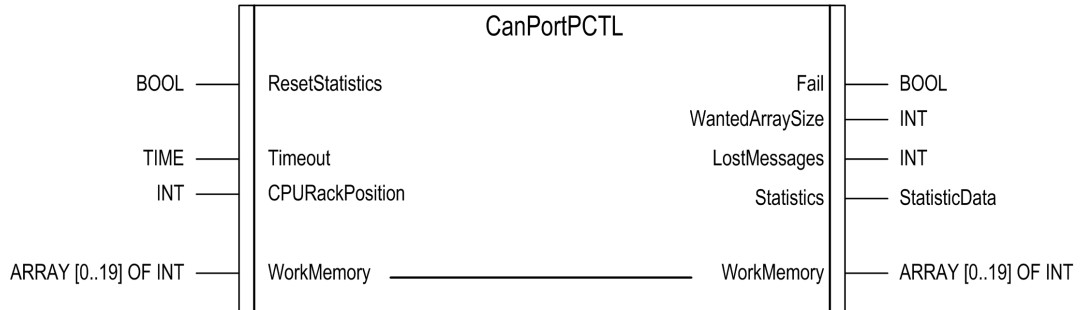 CanPortPCTL
BOOL ResetStatistics Fail BOOL
WantedArraySize INT
TIME Timeout LostMessages INT
INT CPURackPosition Statistics StatisticData
ARRAY [0..19] OF INT WorkMemory WorkMemory ARRAY [0..19] OF INT